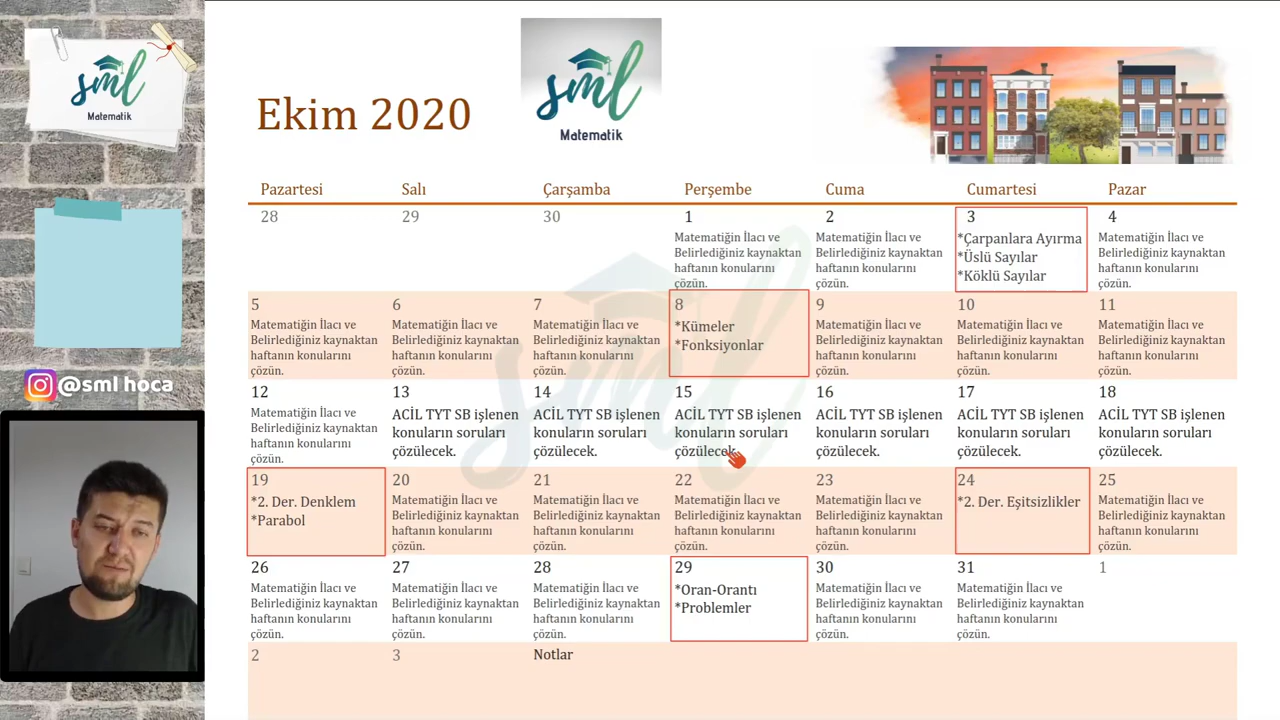 sml
Matematik
@sml hoca
sml
Matematik
Ekim 2020
Pazartesi Salı Çarşamba Perşembe Cuma Cumartesi Pazar
28 29 30 1 2 3 4
Matematiğin İlacı ve
Belirlediğiniz kaynaktan
haftanın konularını
çözün.
Matematiğin İlacı ve
Belirlediğiniz kaynaktan
haftanın konularını
çözün.
*Çarpanlara Ayırma
*Üslü Sayılar
*Köklü Sayılar
Matematiğin İlacı ve
Belirlediğiniz kaynaktan
haftanın konularını
çözün.
5 6 7 8 9 10 11
Matematiğin İlacı ve
Belirlediğiniz kaynaktan
haftanın konularını
çözün.
Matematiğin İlacı ve
Belirlediğiniz kaynaktan
haftanın konularını
çözün.
Matematiğin İlacı ve
Belirlediğiniz kaynaktan
haftanın konularını
çözün.
*Kümeler
*Fonksiyonlar
Matematiğin İlacı ve
Belirlediğiniz kaynaktan
haftanın konularını
çözün.
Matematiğin İlacı ve
Belirlediğiniz kaynaktan
haftanın konularını
çözün.
Matematiğin İlacı ve
Belirlediğiniz kaynaktan
haftanın konularını
çözün.
12 13 14 15 16 17 18
Matematiğin İlacı ve
Belirlediğiniz kaynaktan
haftanın konularını
çözün.
ACİL TYT SB işlenen
konuların soruları
çözülecek.
ACİL TYT SB işlenen
konuların soruları
çözülecek.
ACİL TYT SB işlenen
konuların soruları
çözülecek.
ACİL TYT SB işlenen
konuların soruları
çözülecek.
ACİL TYT SB işlenen
konuların soruları
çözülecek.
ACİL TYT SB işlenen
konuların soruları
çözülecek.
19 20 21 22 23 24 25
*2. Der. Denklem
*Parabol
Matematiğin İlacı ve
Belirlediğiniz kaynaktan
haftanın konularını
çözün.
Matematiğin İlacı ve
Belirlediğiniz kaynaktan
haftanın konularını
çözün.
Matematiğin İlacı ve
Belirlediğiniz kaynaktan
haftanın konularını
çözün.
Matematiğin İlacı ve
Belirlediğiniz kaynaktan
haftanın konularını
çözün.
*2. Der. Eşitsizlikler
Matematiğin İlacı ve
Belirlediğiniz kaynaktan
haftanın konularını
çözün.
26 27 28 29 30 31 1
Matematiğin İlacı ve
Belirlediğiniz kaynaktan
haftanın konularını
çözün.
Matematiğin İlacı ve
Belirlediğiniz kaynaktan
haftanın konularını
çözün.
Matematiğin İlacı ve
Belirlediğiniz kaynaktan
haftanın konularını
çözün.
*Oran-Orantı
*Problemler
Matematiğin İlacı ve
Belirlediğiniz kaynaktan
haftanın konularını
çözün.
Matematiğin İlacı ve
Belirlediğiniz kaynaktan
haftanın konularını
çözün.
2 3 Notlar
sml